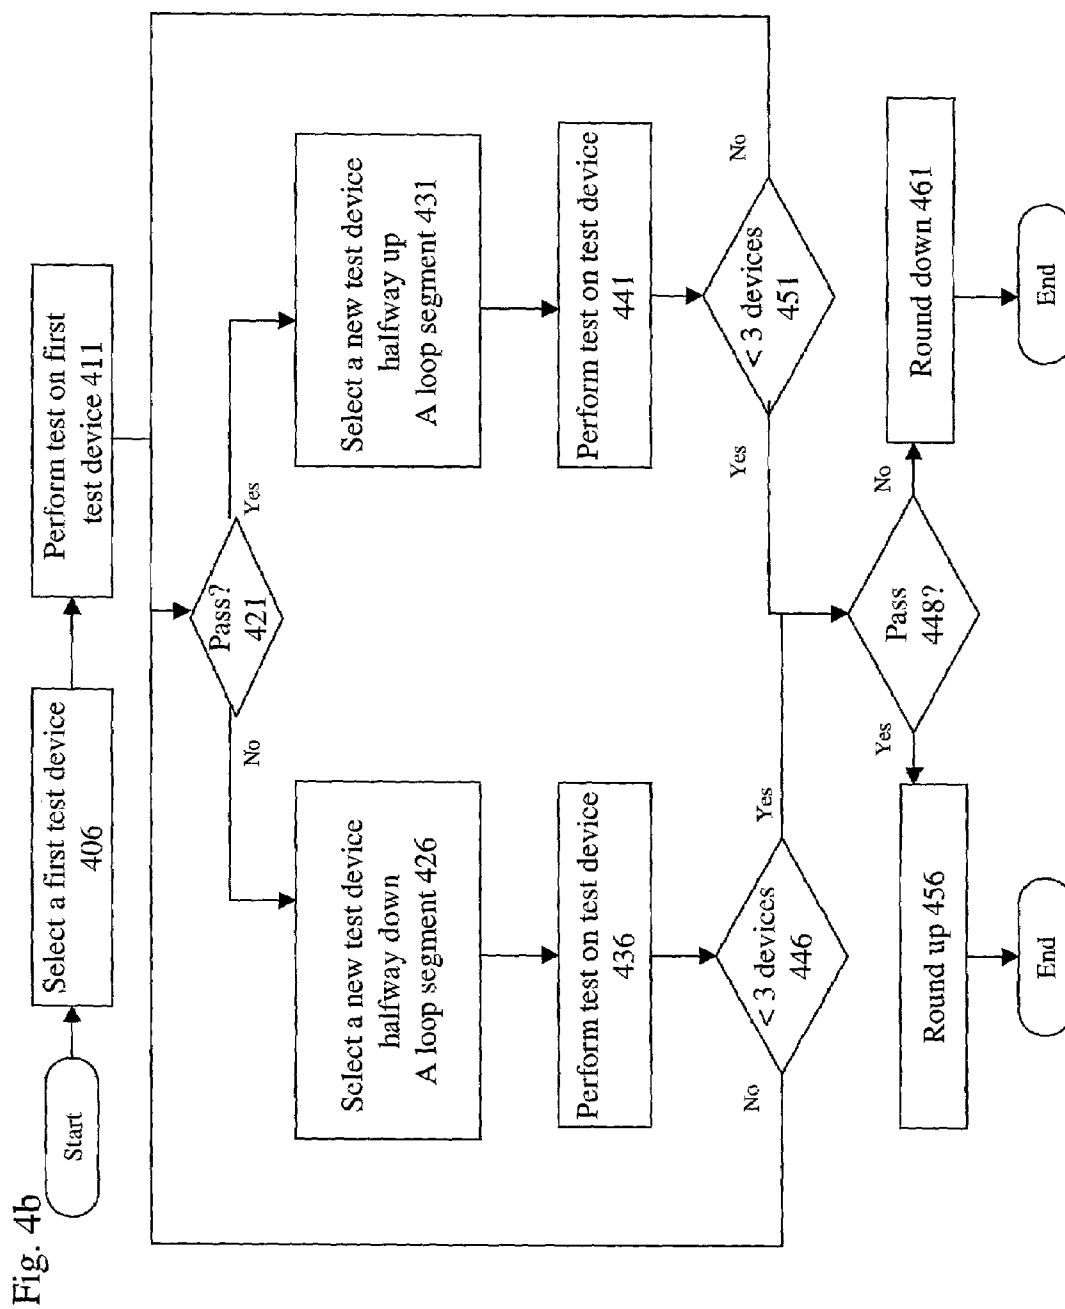 Fig. 4b
Start
Select a first test device
406
Perform test on first
test device 411
Pass?
421
No
Yes
Select a new test device
halfway down
A loop segment 426
Select a new test device
halfway up
A loop segment 431
Perform test on test device
436
Perform test on test device
441
< 3 devices
446
No
Yes
< 3 devices
451
Yes
No
Pass
448?
Yes
No
Round up 456
Round down 461
End
End